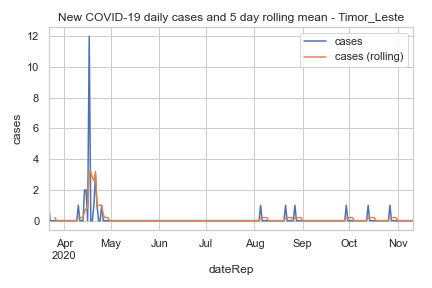 New COVID-19 daily cases and 5 day rolling mean - Timor_Leste
cases
cases (rolling)
12
10
8
6
4
2
0
cases
Apr May Jun Jul Aug Sep Oct Nov
2020
dateRep